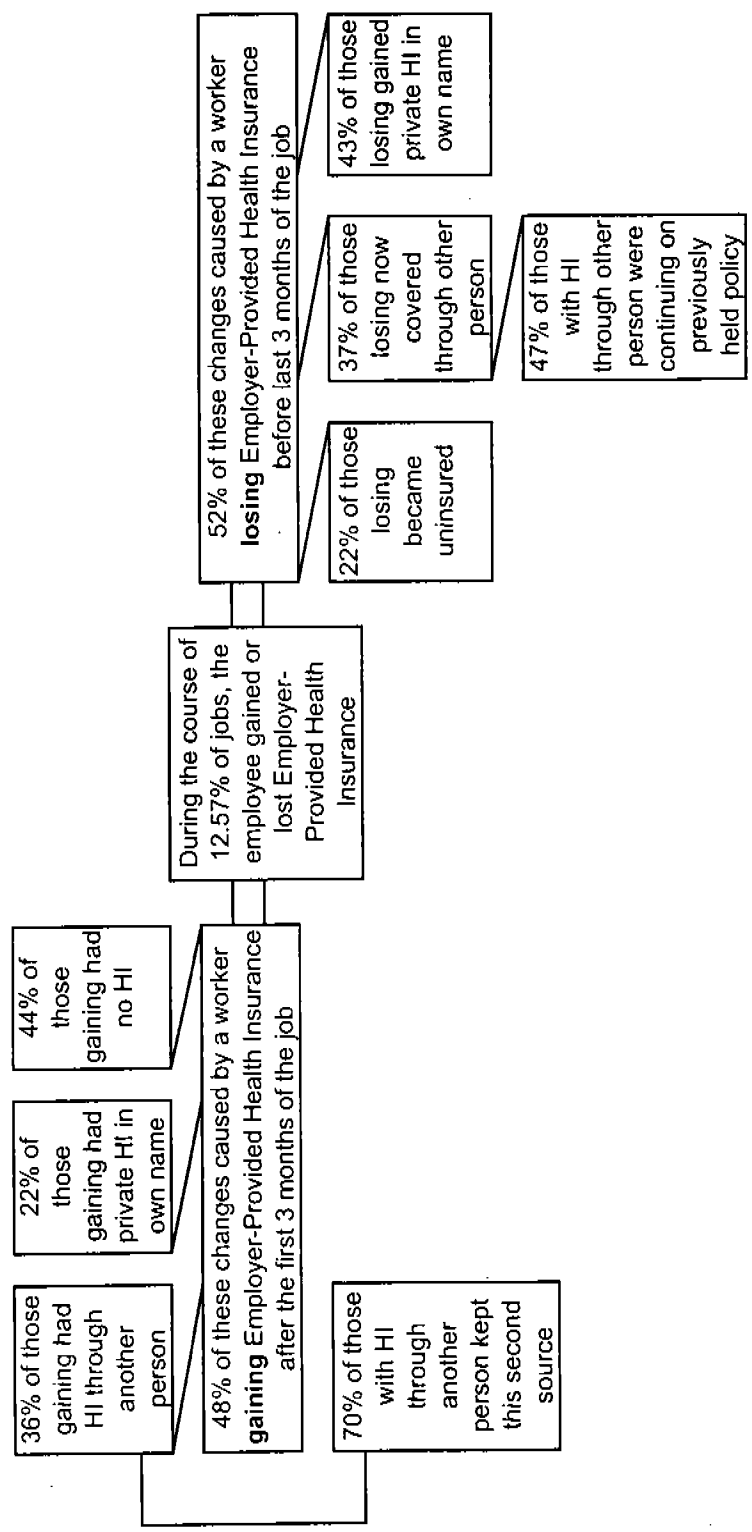 36% of those
gaining had
HI through
another
person
22% of
those
gaining had
private HI in
own name
44% of
those
gaining had
no HI
48% of these changes caused by a worker
gaining Employer-Provided Health Insurance
after the first 3 months of the job
70% of those
with HI
through
another
person kept
this second
source
During the course of
12.57% of jobs, the
employee gained or
lost Employer-
Provided Health
Insurance
52% of these changes caused by a worker
losing Employer-Provided Health Insurance
before last 3 months of the job
22% of those
losing
became
uninsured
37% of those
losing now
covered
through other
person
43% of those
losing gained
private HI in
own name
47% of those
with HI
through other
person were
continuing on
previously
held policy